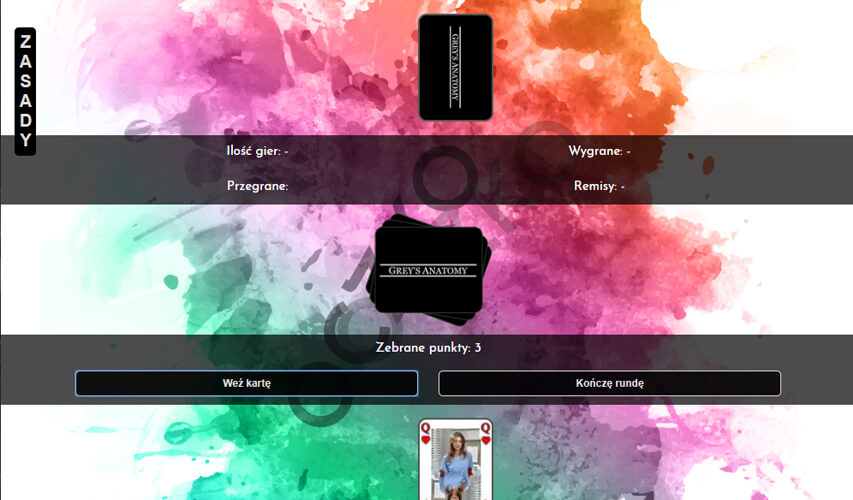 ZASADY
GREY'S ANATOMY
Ilość gier: -
Wygrane: -
Przegrane:
Remisy: -
GREY'S ANATOMY
Zebrane punkty: 3
Weź kartę
Kończę rundę
Q Q